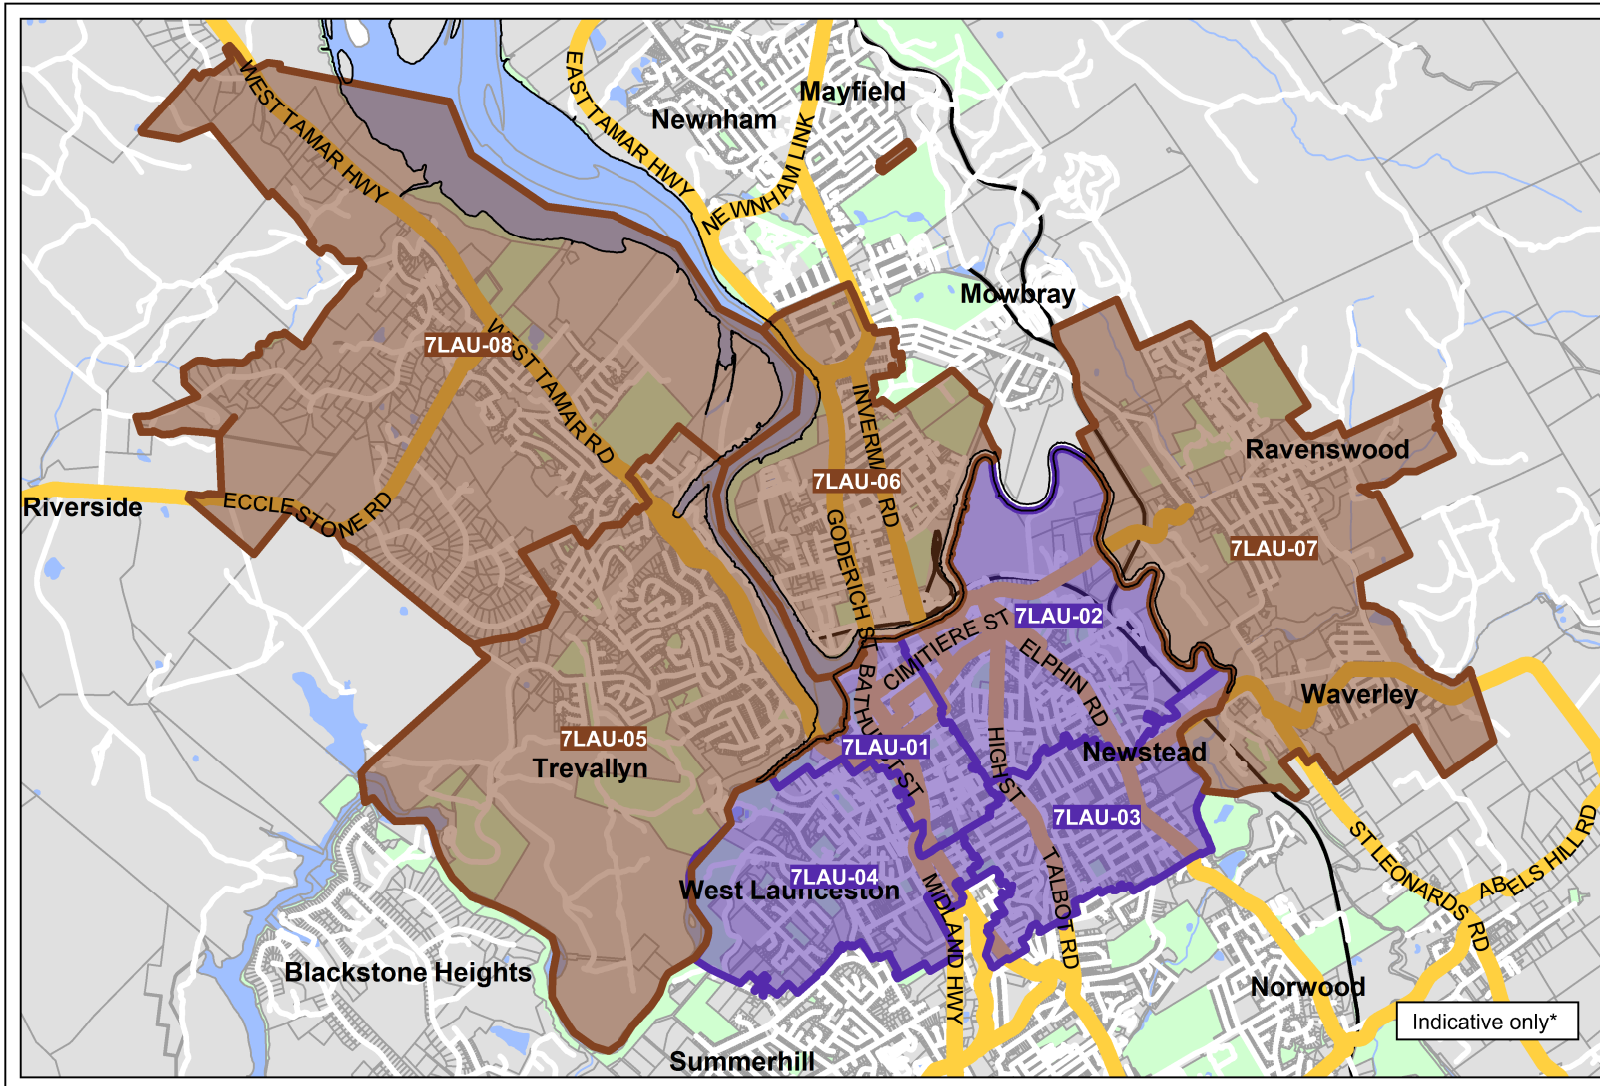 Mayfield
Newnham
EAST TAMAR HWY
WEST TAMAR HWY
NEWNHAM LINK
Mowbray
7LAU-08
WEST TAMAR RD
INVERM RD
Ravenswood
7LAU-06
Riverside
ECCLESTONE RD
GODERICH ST
7LAU-07
7LAU-02
CIMITIERE ST
ELPHIN RD
BATHURST ST
Waverley
7LAU-05
7LAU-01
HIGH ST
Newstead
Trevallyn
7LAU-03
ST LEONARDS RD
ABELS HILL RD
7LAU-04
West Launceston
MIDLAND HWY
TALBOT RD
Blackstone Heights
Norwood
Indicative only*
Summerhill